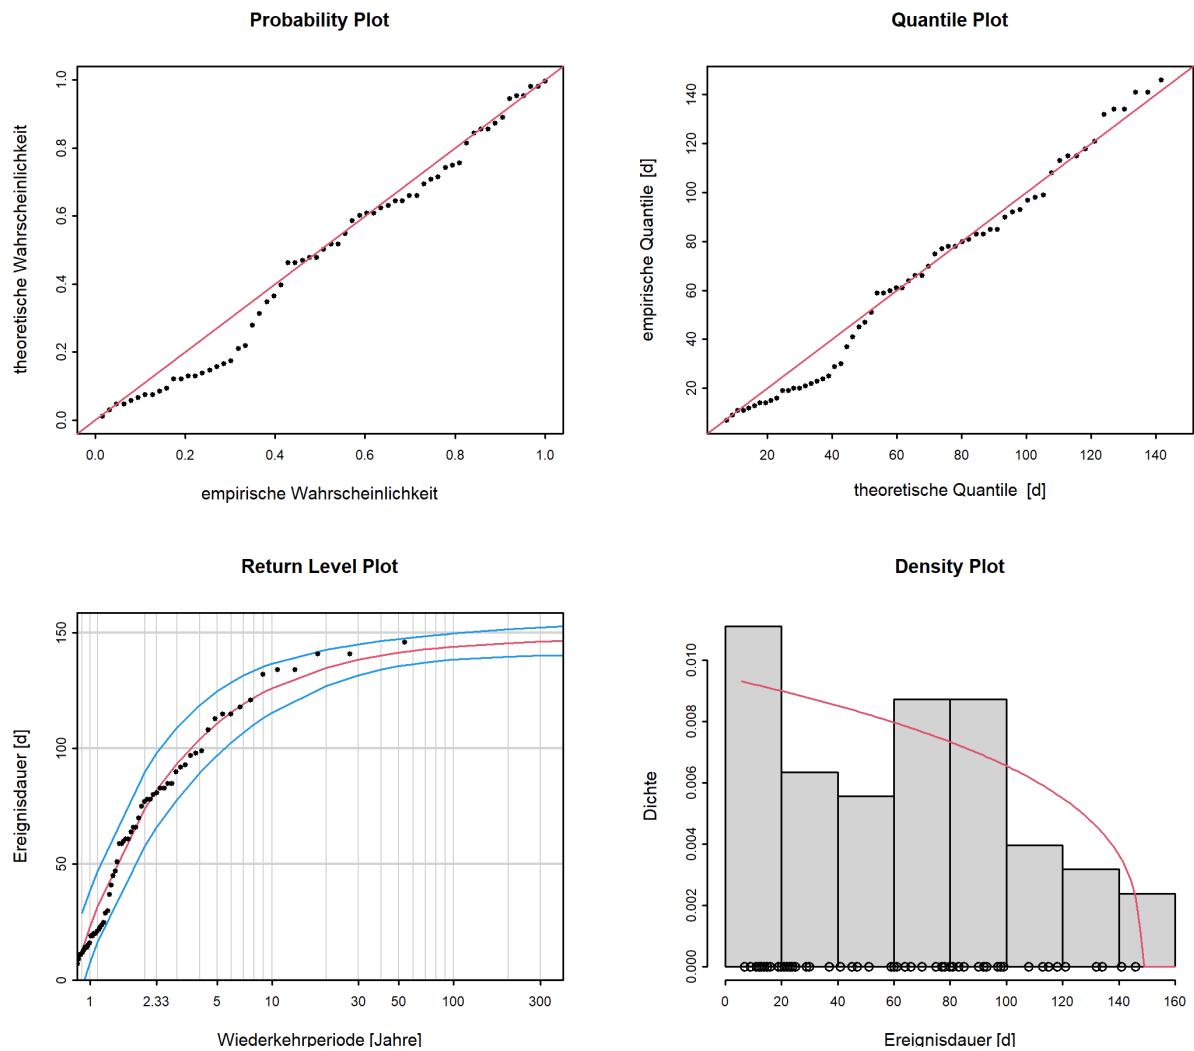 Probability Plot
theoretische Wahrscheinlichkeit
0.0 0.2 0.4 0.6 0.8 1.0
0.0 0.2 0.4 0.6 0.8 1.0
empirische Wahrscheinlichkeit
Quantile Plot
empirische Quantile [d]
20 40 60 80 100 120 140
20 40 60 80 100 120 140
theoretische Quantile [d]
Return Level Plot
Ereignisdauer [d]
0 50 100 150
1 2.33 5 10 30 50 100 300
Wiederkehrperiode [Jahre]
Density Plot
Dichte
0.000 0.002 0.004 0.006 0.008 0.010
0 20 40 60 80 100 120 140 160
Ereignisdauer [d]